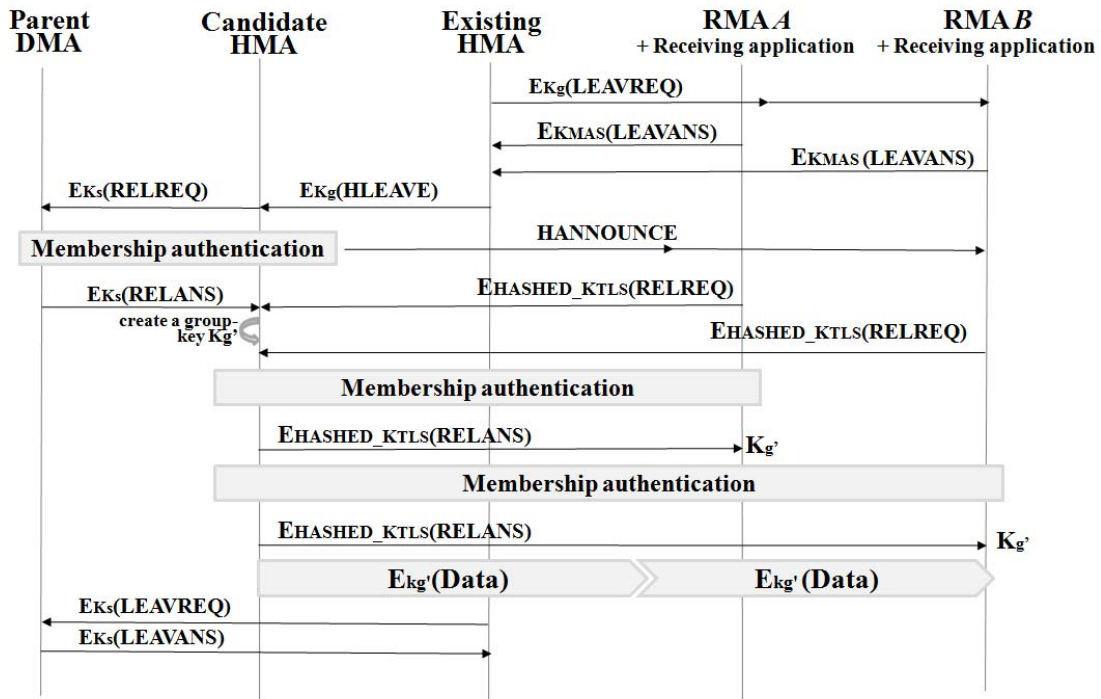 Parent
DMA
Candidate
HMA
Existing
HMA
RMA A
+ Receiving application
RMA B
+ Receiving application
EKg(LEAVREQ)
EKMAS(LEAVANS)
EKMAS (LEAVANS)
EKs(RELREQ)
EKg(HLEAVE)
Membership authentication
HANNOUNCE
EKs(RELANS)
EHASHED_KTLS(RELREQ)
create a group-
key Kg'
EHASHED_KTLS(RELREQ)
Membership authentication
EHASHED_KTLS(RELANS)
Kg'
Membership authentication
EHASHED_KTLS(RELANS)
Kg'
Ekg'(Data)
Ekg'(Data)
EKs(LEAVREQ)
EKs(LEAVANS)